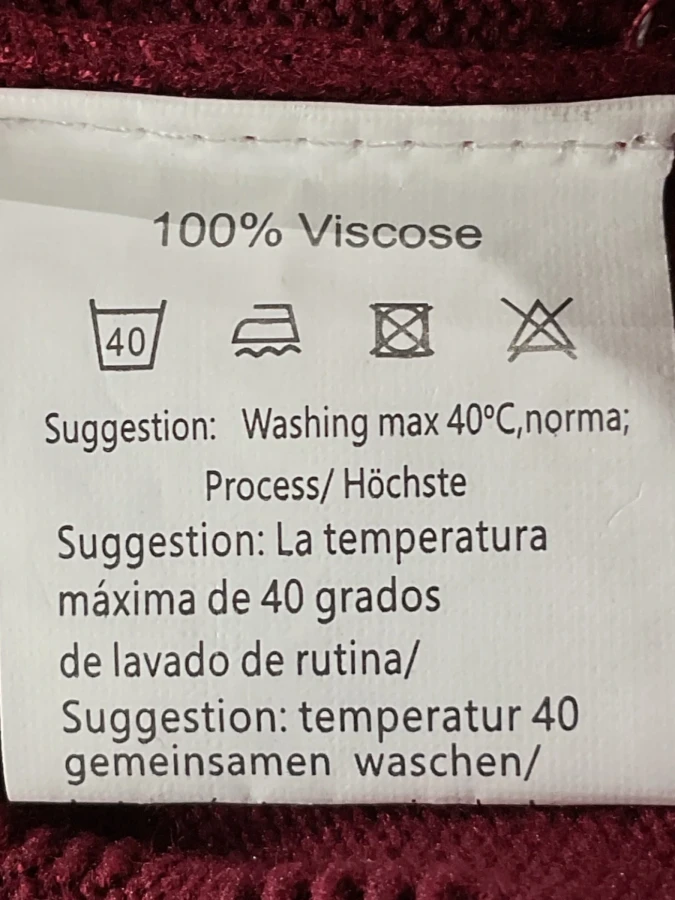 100% Viscose
40
Suggestion: Washing max 40ºC,norma;
Process/ Höchste
Suggestion: La temperatura
máxima de 40 grados
de lavado de rutina/
Suggestion: temperatur 40
gemeinsamen waschen/